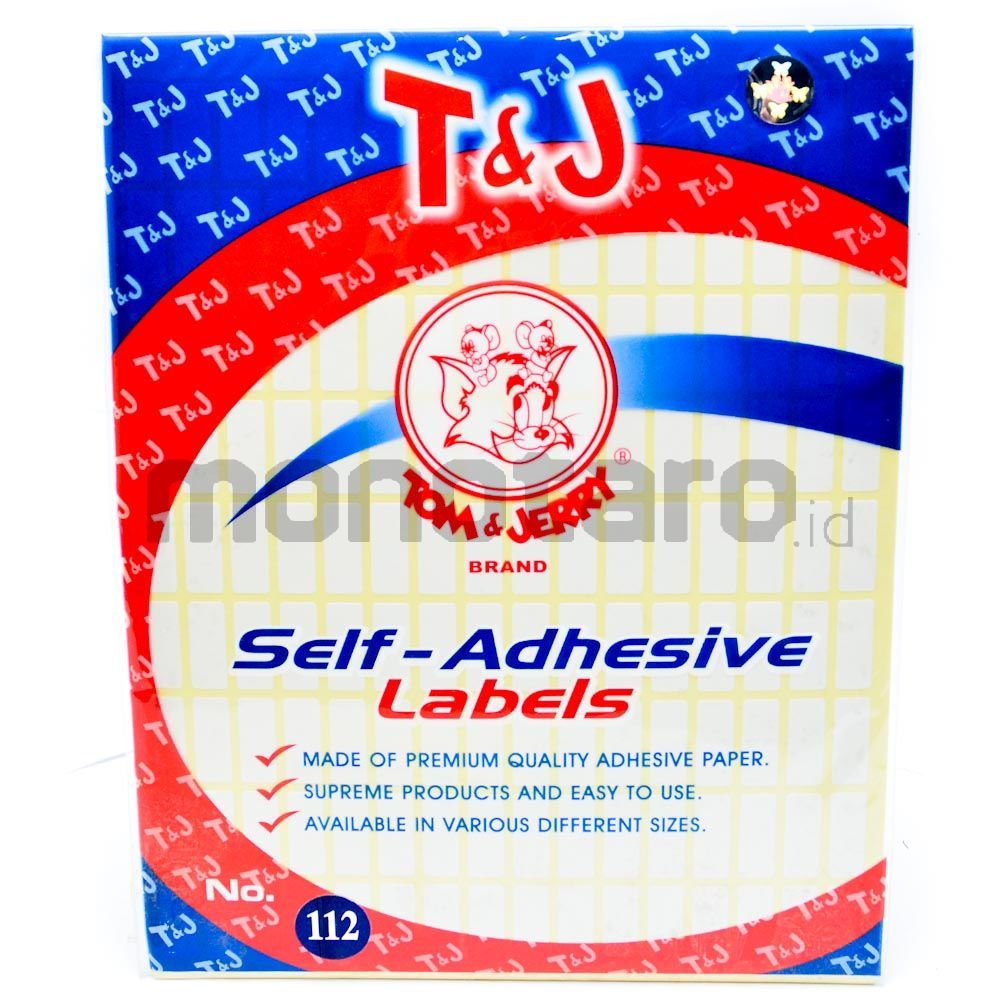 T&J
TOM & JERRY ®
BRAND
monotaro.id
Self-Adhesive
Labels
MADE OF PREMIUM QUALITY ADHESIVE PAPER.
SUPREME PRODUCTS AND EASY TO USE.
AVAILABLE IN VARIOUS DIFFERENT SIZES.
No. 112